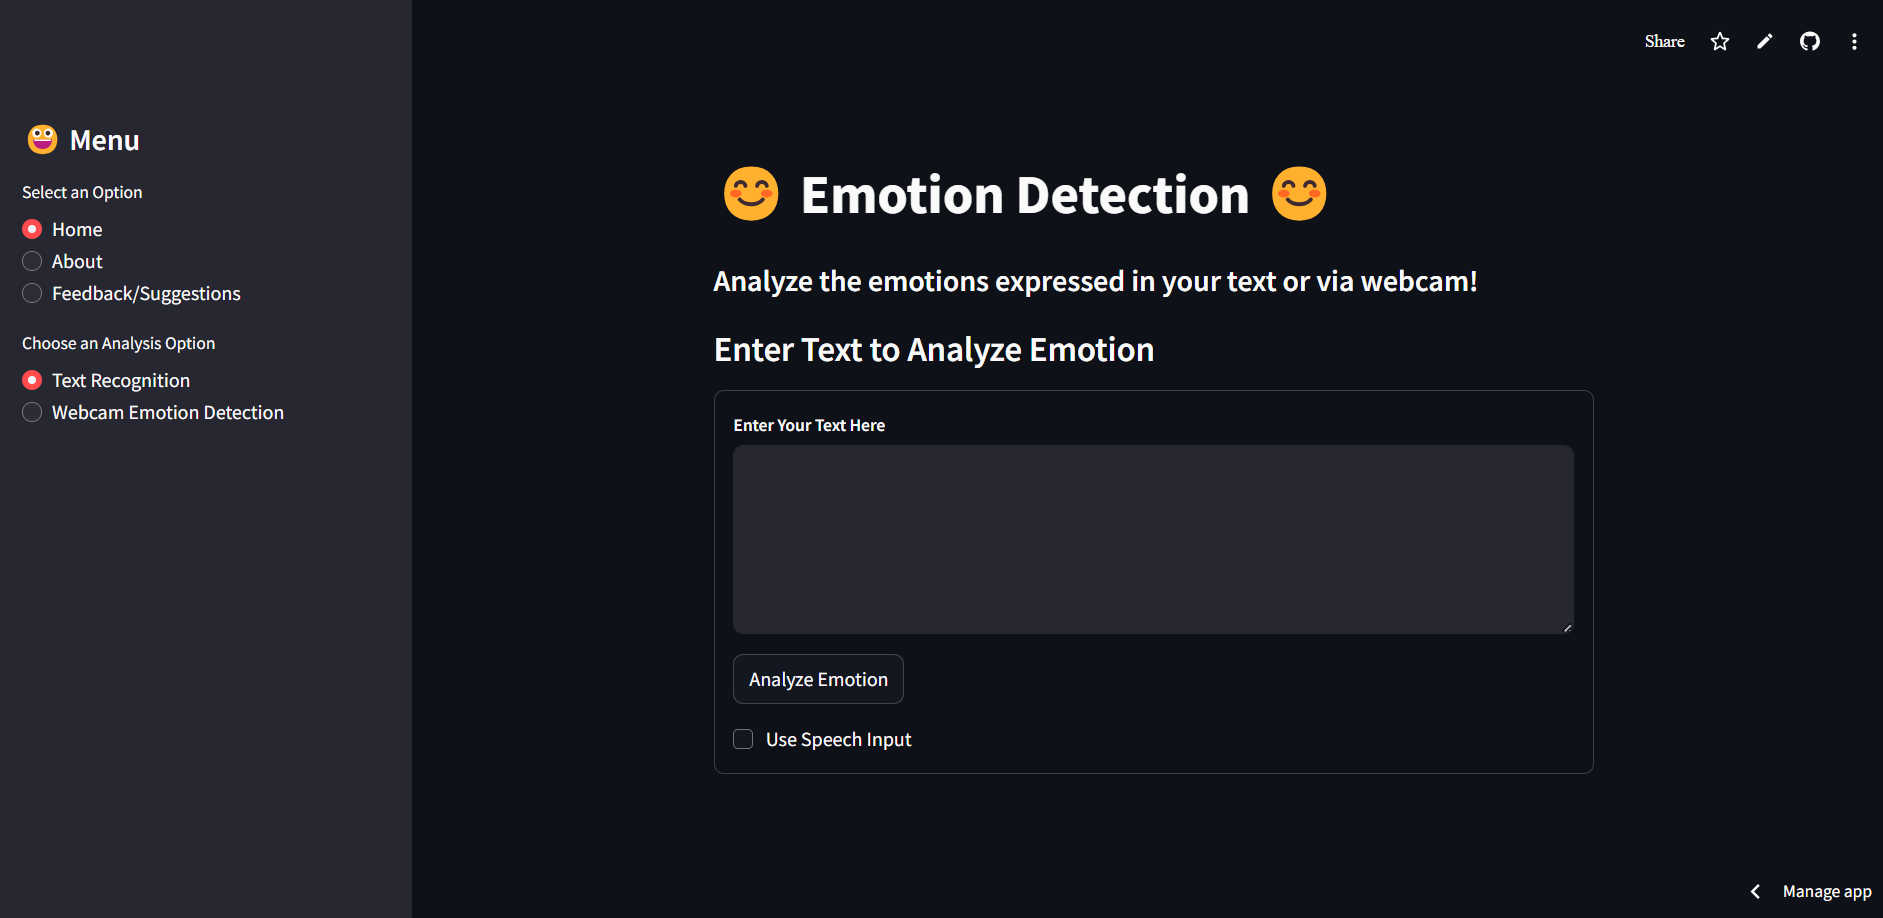 Share
Menu
Select an Option
Home
About
Feedback/Suggestions
Choose an Analysis Option
Text Recognition
Webcam Emotion Detection
Emotion Detection
Analyze the emotions expressed in your text or via webcam!
Enter Text to Analyze Emotion
Enter Your Text Here
Analyze Emotion
Use Speech Input
Manage app